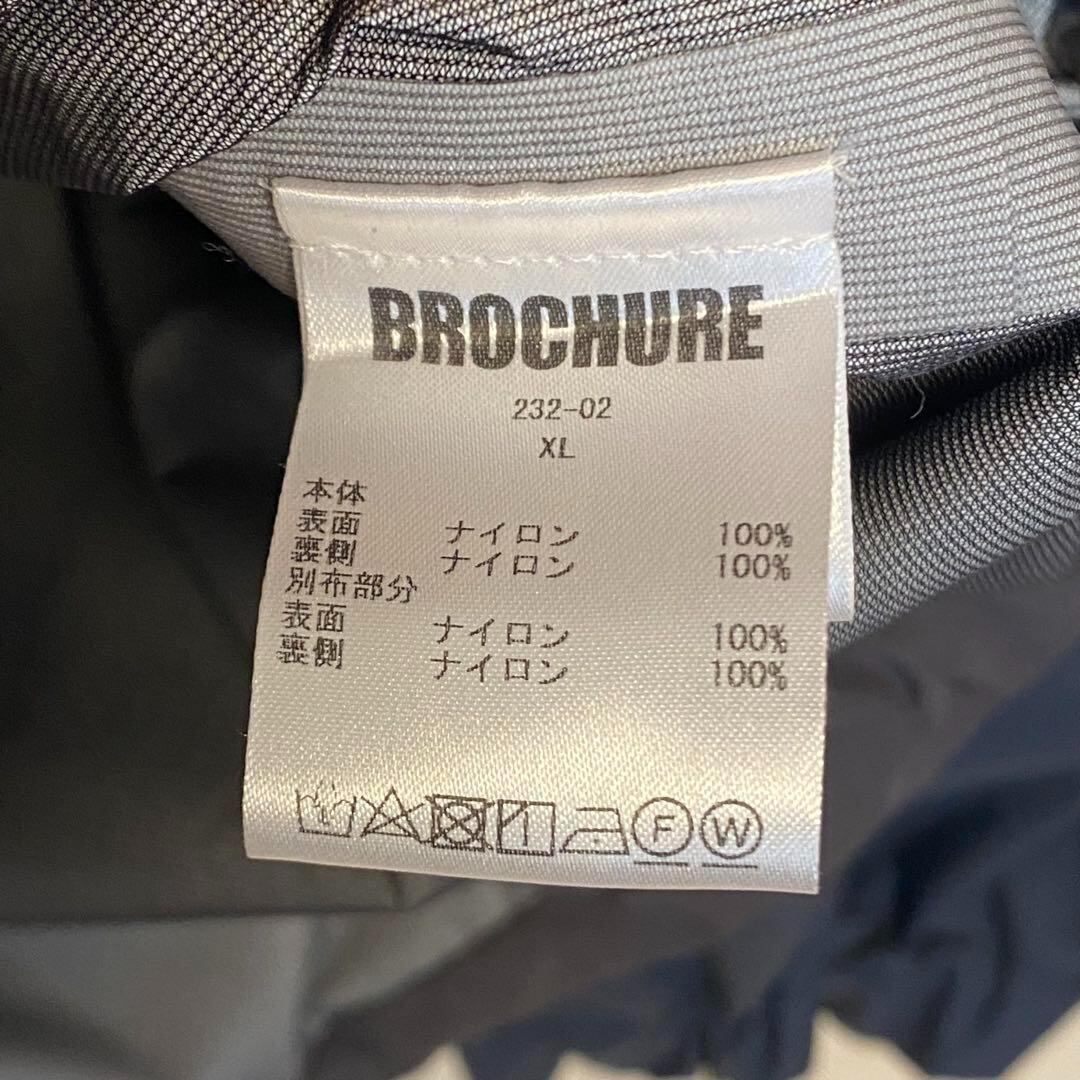 BROCHURE
232-02
XL
本体
表面 ナイロン 100%
裏側 ナイロン 100%
別布部分
表面 ナイロン 100%
裏側 ナイロン 100%
F W